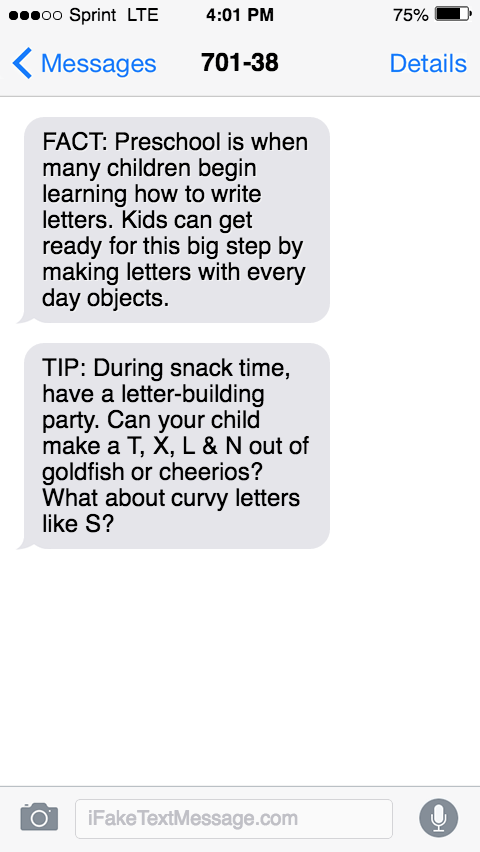 Sprint LTE 4:01 PM 75%
Messages 701-38 Details
FACT: Preschool is when
many children begin
learning how to write
letters. Kids can get
ready for this big step by
making letters with every
day objects.
TIP: During snack time,
have a letter-building
party. Can your child
make a T, X, L & N out of
goldfish or cheerios?
What about curvy letters
like S?
iFakeTextMessage.com